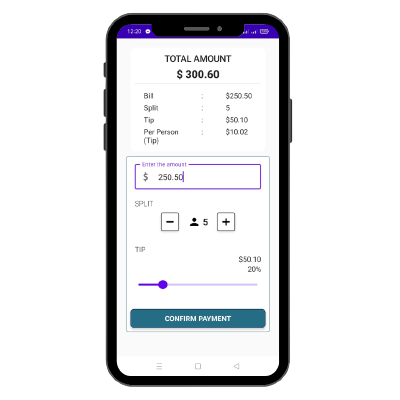 12:20
TOTAL AMOUNT
$ 300.60
Bill : $250.50
Split : 5
Tip : $50.10
Per Person : $10.02
(Tip)
Enter the amount
$ 250.50
SPLIT
− 5 +
TIP
$50.10
20%
CONFIRM PAYMENT